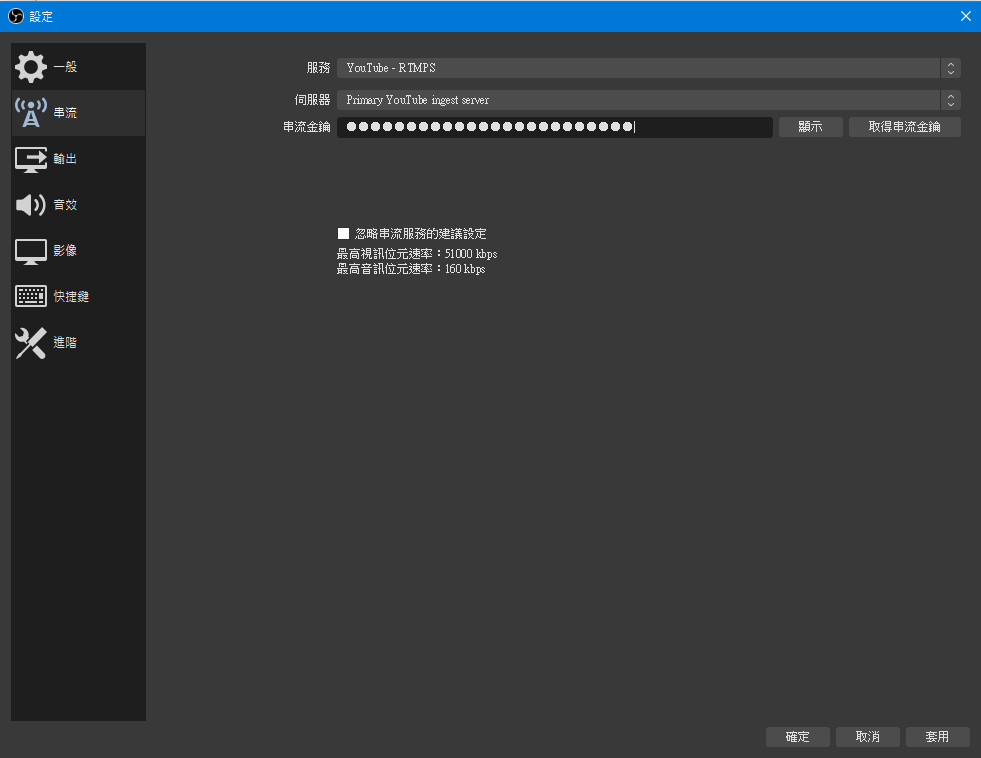 設定
一般
串流
輸出
音效
影像
快捷鍵
進階
服務 YouTube - RTMPS
伺服器 Primary YouTube ingest server
串流金鑰 ●●●●●●●●●●●●●●●●●●●●●●●● 顯示 取得串流金鑰
忽略串流服務的建議設定
最高視訊位元速率：51000 kbps
最高音訊位元速率：160 kbps
確定 取消 套用